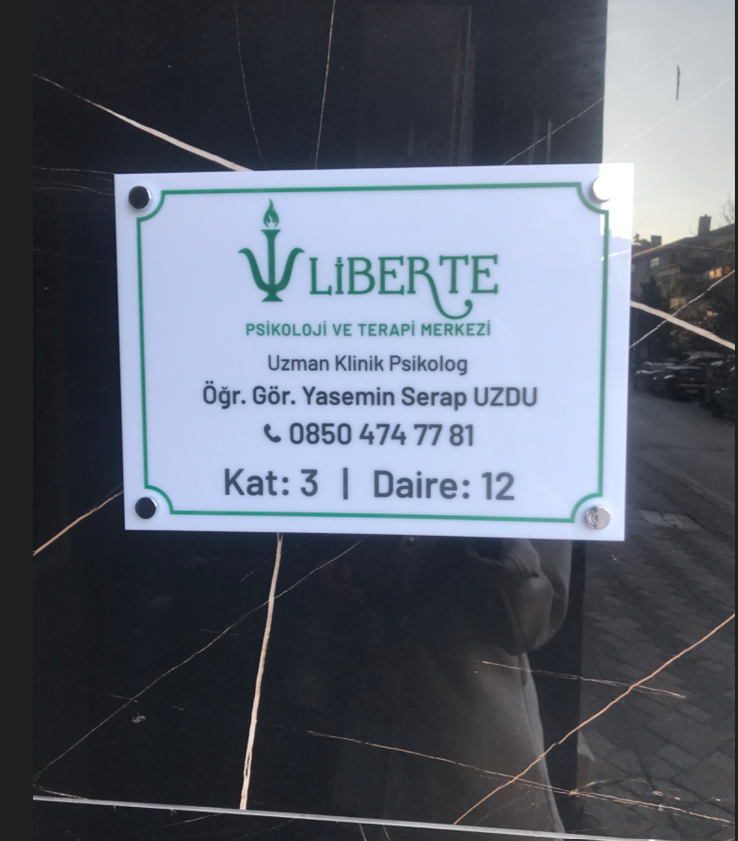 LİBERTE
PSİKOLOJİ VE TERAPİ MERKEZİ
Uzman Klinik Psikolog
Öğr. Gör. Yasemin Serap UZDU
0850 474 77 81
Kat: 3 | Daire: 12